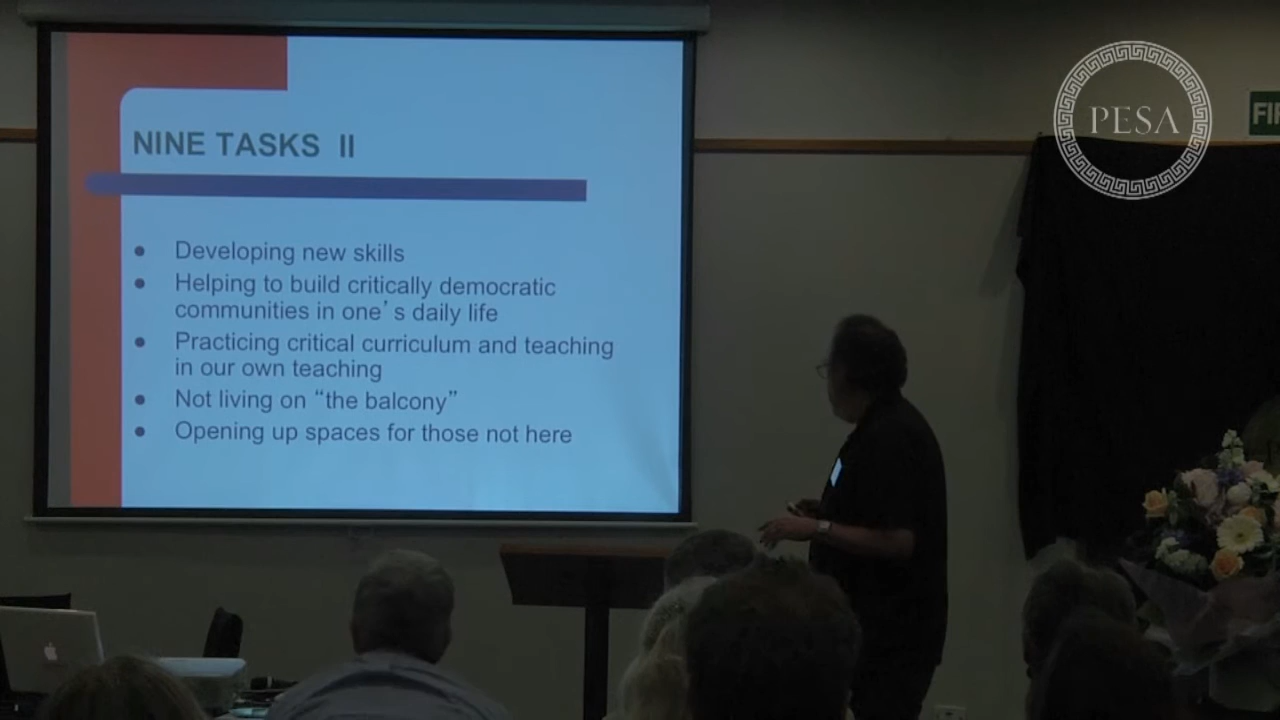 NINE TASKS II
• Developing new skills
• Helping to build critically democratic
communities in one’s daily life
• Practicing critical curriculum and teaching
in our own teaching
• Not living on “the balcony”
• Opening up spaces for those not here
PESA